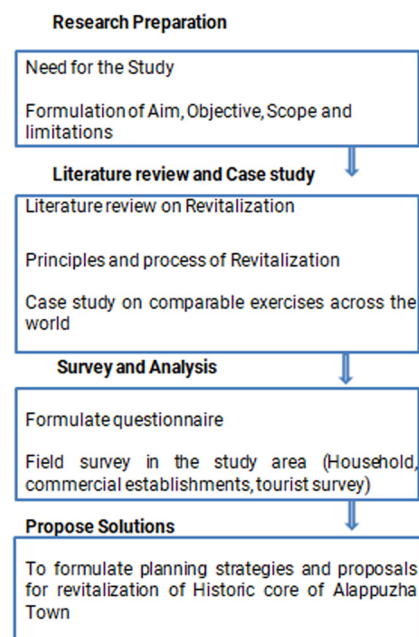 Research Preparation
Need for the Study
Formulation of Aim, Objective, Scope and
limitations
Literature review and Case study
Literature review on Revitalization
Principles and process of Revitalization
Case study on comparable exercises across the
world
Survey and Analysis
Formulate questionnaire
Field survey in the study area (Household,
commercial establishments, tourist survey)
Propose Solutions
To formulate planning strategies and proposals
for revitalization of Historic core of Alappuzha
Town